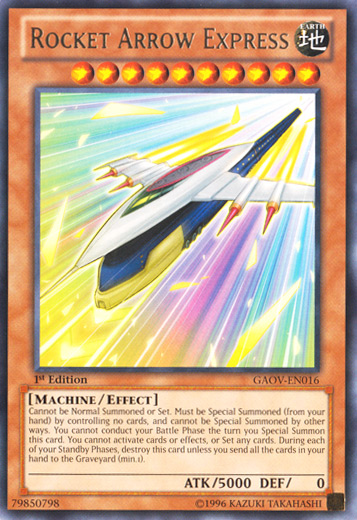 Rocket Arrow Express
EARTH
地
1st Edition
GAOV-EN016
[Machine/Effect]
Cannot be Normal Summoned or Set. Must be Special Summoned (from your
hand) by controlling no cards, and cannot be Special Summoned by other
ways. You cannot conduct your Battle Phase the turn you Special Summon
this card. You cannot activate cards or effects, or Set any cards. During each
of your Standby Phases, destroy this card unless you send all the cards in your
hand to the Graveyard (min.1).
ATK/5000 DEF/ 0
79850798 ©1996 KAZUKI TAKAHASHI